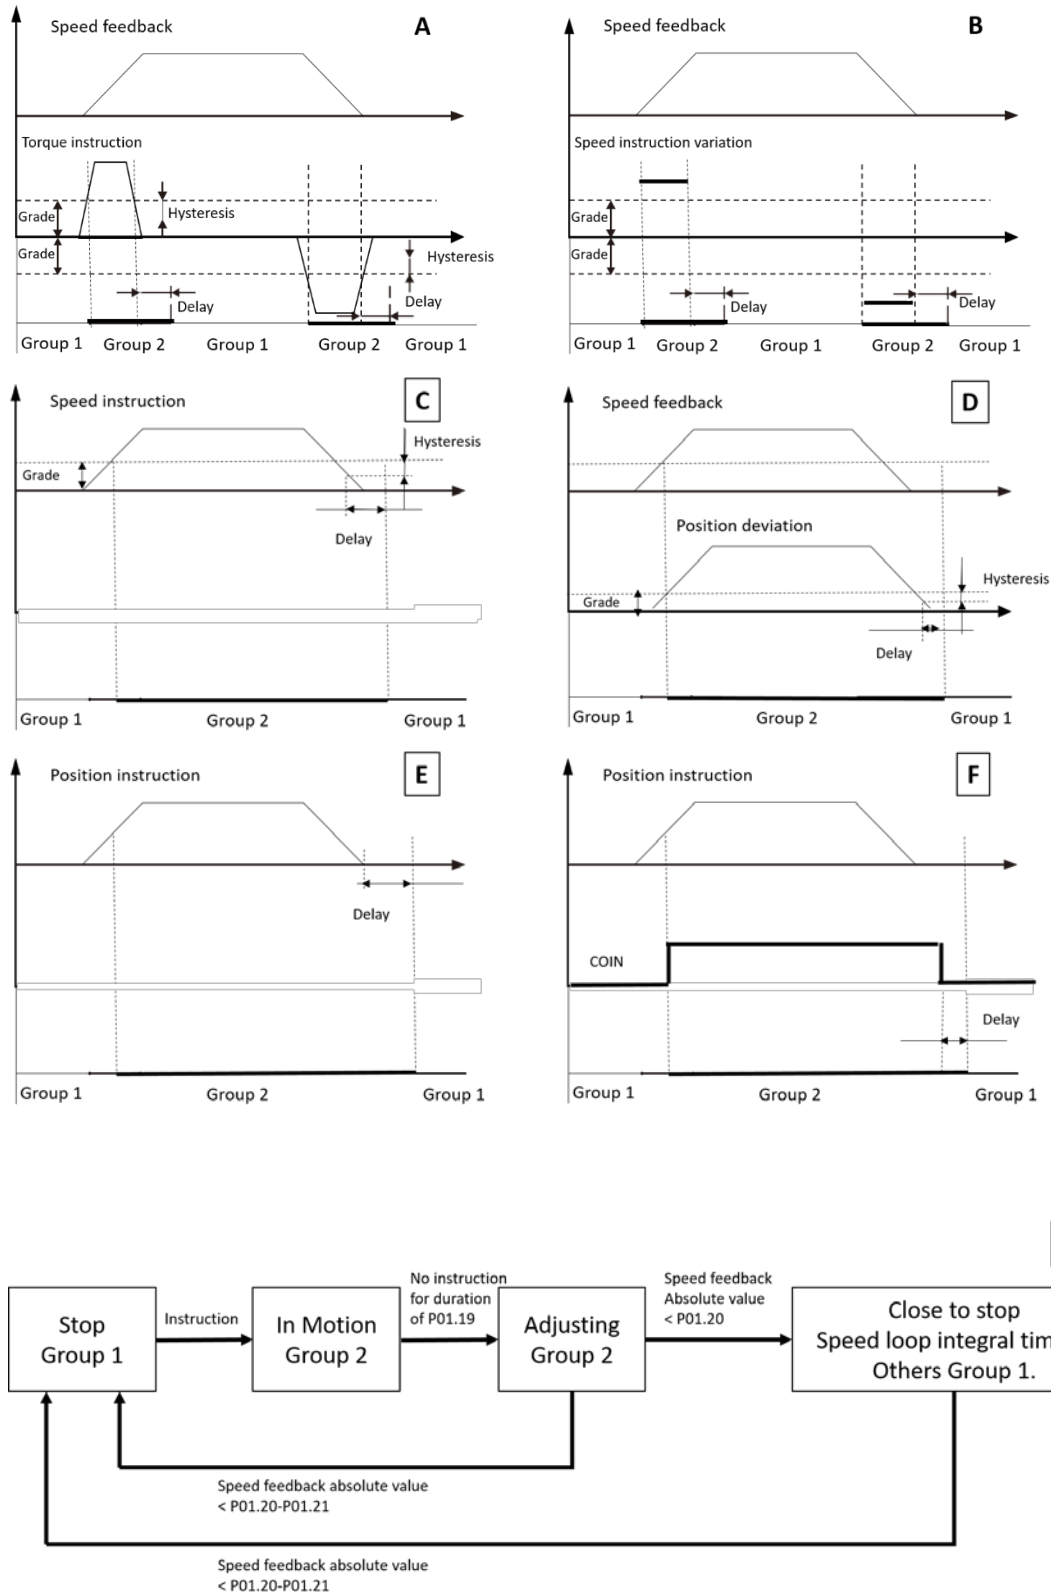 Speed feedback
A
Torque instruction
Grade
Hysteresis
Grade
Hysteresis
Delay
Delay
Group 1
Group 2
Group 1
Group 2
Group 1
Speed feedback
B
Speed instruction variation
Grade
Grade
Delay
Delay
Group 1
Group 2
Group 1
Group 2
Group 1
Speed instruction
C
Hysteresis
Grade
Delay
Group 1
Group 2
Group 1
Speed feedback
D
Position deviation
Hysteresis
Grade
Delay
Group 1
Group 2
Group 1
Position instruction
E
Delay
Group 1
Group 2
Group 1
Position instruction
F
COIN
Delay
Group 1
Group 2
Group 1
Stop
Group 1
Instruction
In Motion
Group 2
No instruction
for duration
of P01.19
Adjusting
Group 2
Speed feedback
Absolute value
< P01.20
Close to stop
Speed loop integral tim
Others Group 1.
Speed feedback absolute value
< P01.20-P01.21
Speed feedback absolute value
< P01.20-P01.21